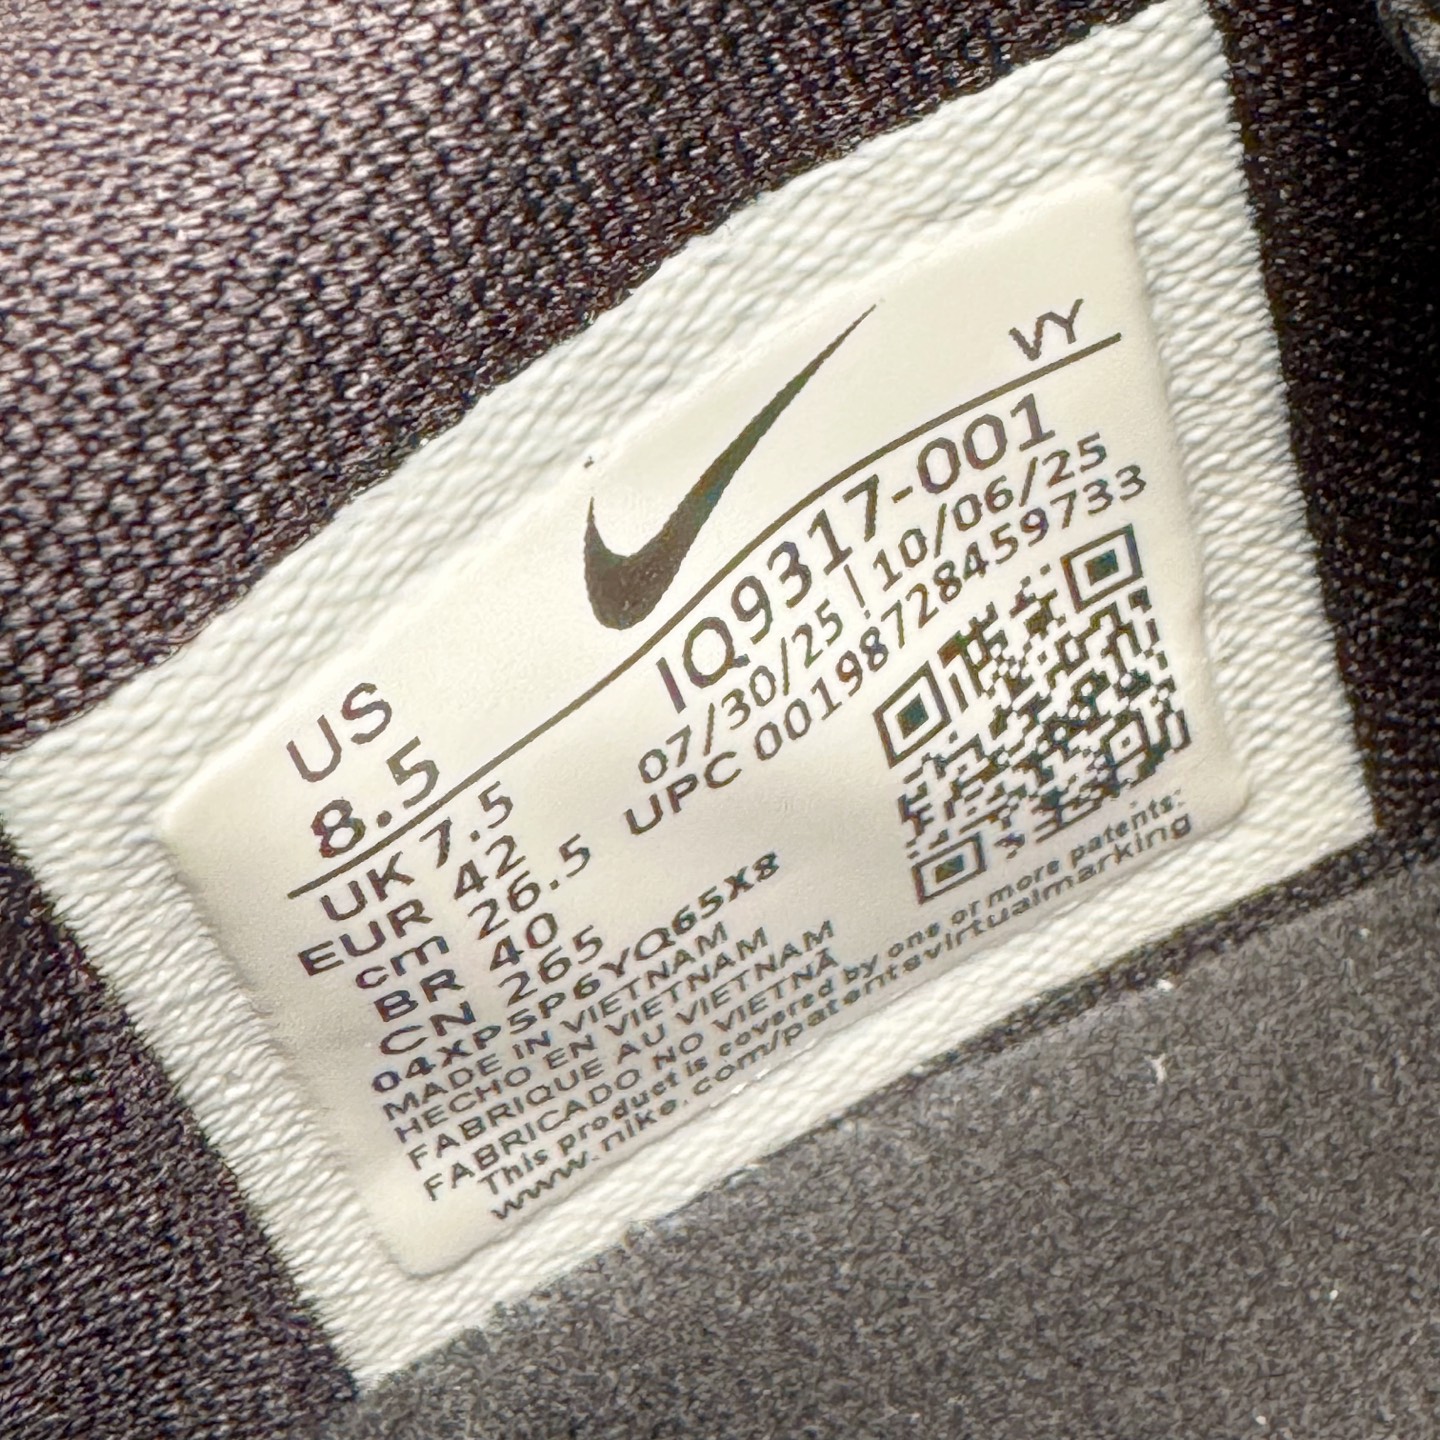 US
8.5
VY
UK 7.5
EUR 42
cm 26.5
BR 40
CN 265
IQ9317-001
07/30/25 | 10/06/25
UPC 00198728459733
04XP5P6YQ65X8
MADE IN VIETNAM
HECHO EN VIETNAM
FABRIQUE AU VIETNAM
FABRICADO NO VIETNÃ
This product is covered by one or more patents:
www.nike.com/patentsvirtualmarking